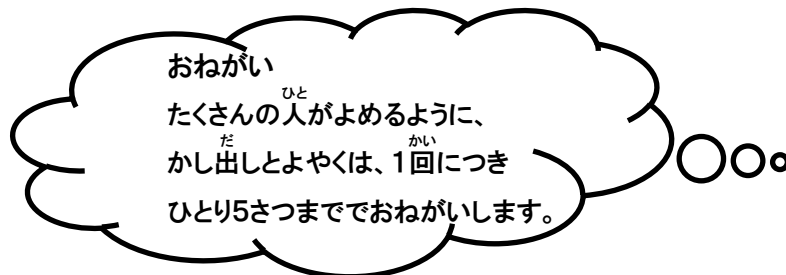 おねがい
たくさんの人がよめるように、
かし出しとよやくは、1回につき
ひとり5さつまででおねがいします。